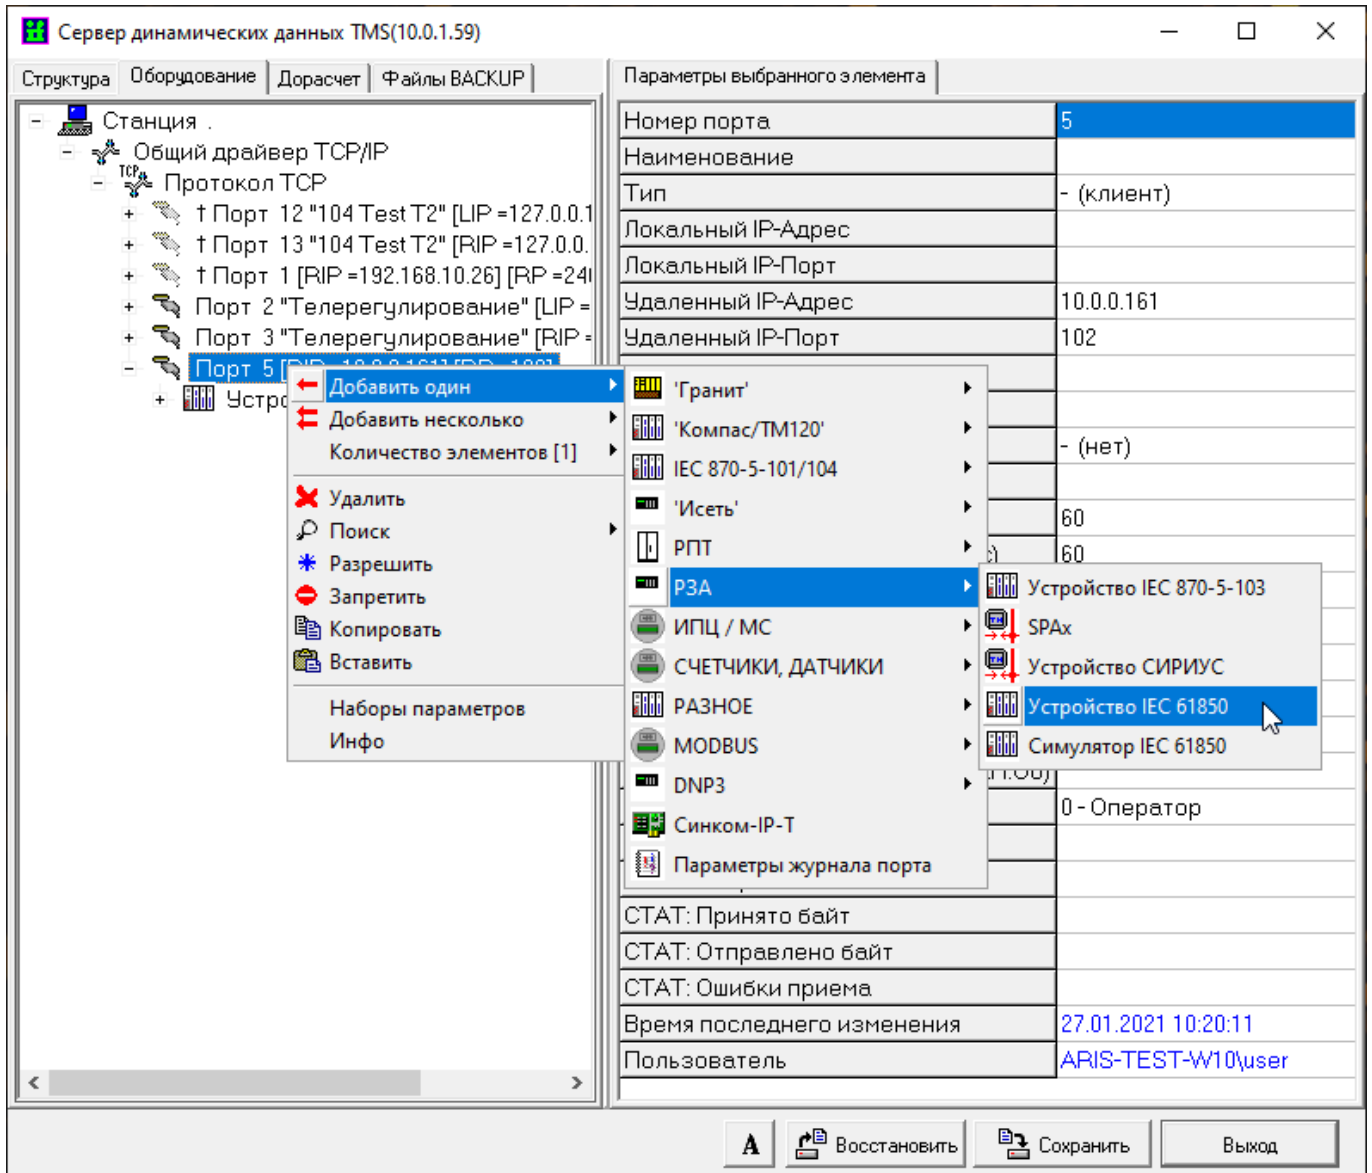 Сервер динамических данных TMS(10.0.1.59)
Структура Оборудование Дорасчет Файлы BACKUP
Станция .
Общий драйвер TCP/IP
TCP
Протокол TCP
† Порт 12 "104 Test T2" [LIP =127.0.0.1
† Порт 13 "104 Test T2" [RIP =127.0.0.
† Порт 1 [RIP =192.168.10.26] [RP =240
Порт 2 "Телерегулирование" [LIP =
Порт 3 "Телерегулирование" [RIP =
Порт 5
Устро
Добавить один
Добавить несколько
Количество элементов [1]
Удалить
Поиск
Разрешить
Запретить
Копировать
Вставить
Наборы параметров
Инфо
'Гранит'
'Компас/TM120'
IEC 870-5-101/104
'Исеть'
РПТ
РЗА
ИПЦ / МС
СЧЕТЧИКИ, ДАТЧИКИ
РАЗНОЕ
MODBUS
DNP3
Синком-IP-T
Параметры журнала порта
Устройство IEC 870-5-103
SPAx
Устройство СИРИУС
Устройство IEC 61850
Симулятор IEC 61850
Параметры выбранного элемента
Номер порта 5
Наименование
Тип - (клиент)
Локальный IP-Адрес
Локальный IP-Порт
Удаленный IP-Адрес 10.0.0.161
Удаленный IP-Порт 102
- (нет)
60
60
0 - Оператор
СТАТ: Принято байт
СТАТ: Отправлено байт
СТАТ: Ошибки приема
Время последнего изменения 27.01.2021 10:20:11
Пользователь ARIS-TEST-W10\user
A Восстановить Сохранить Выход